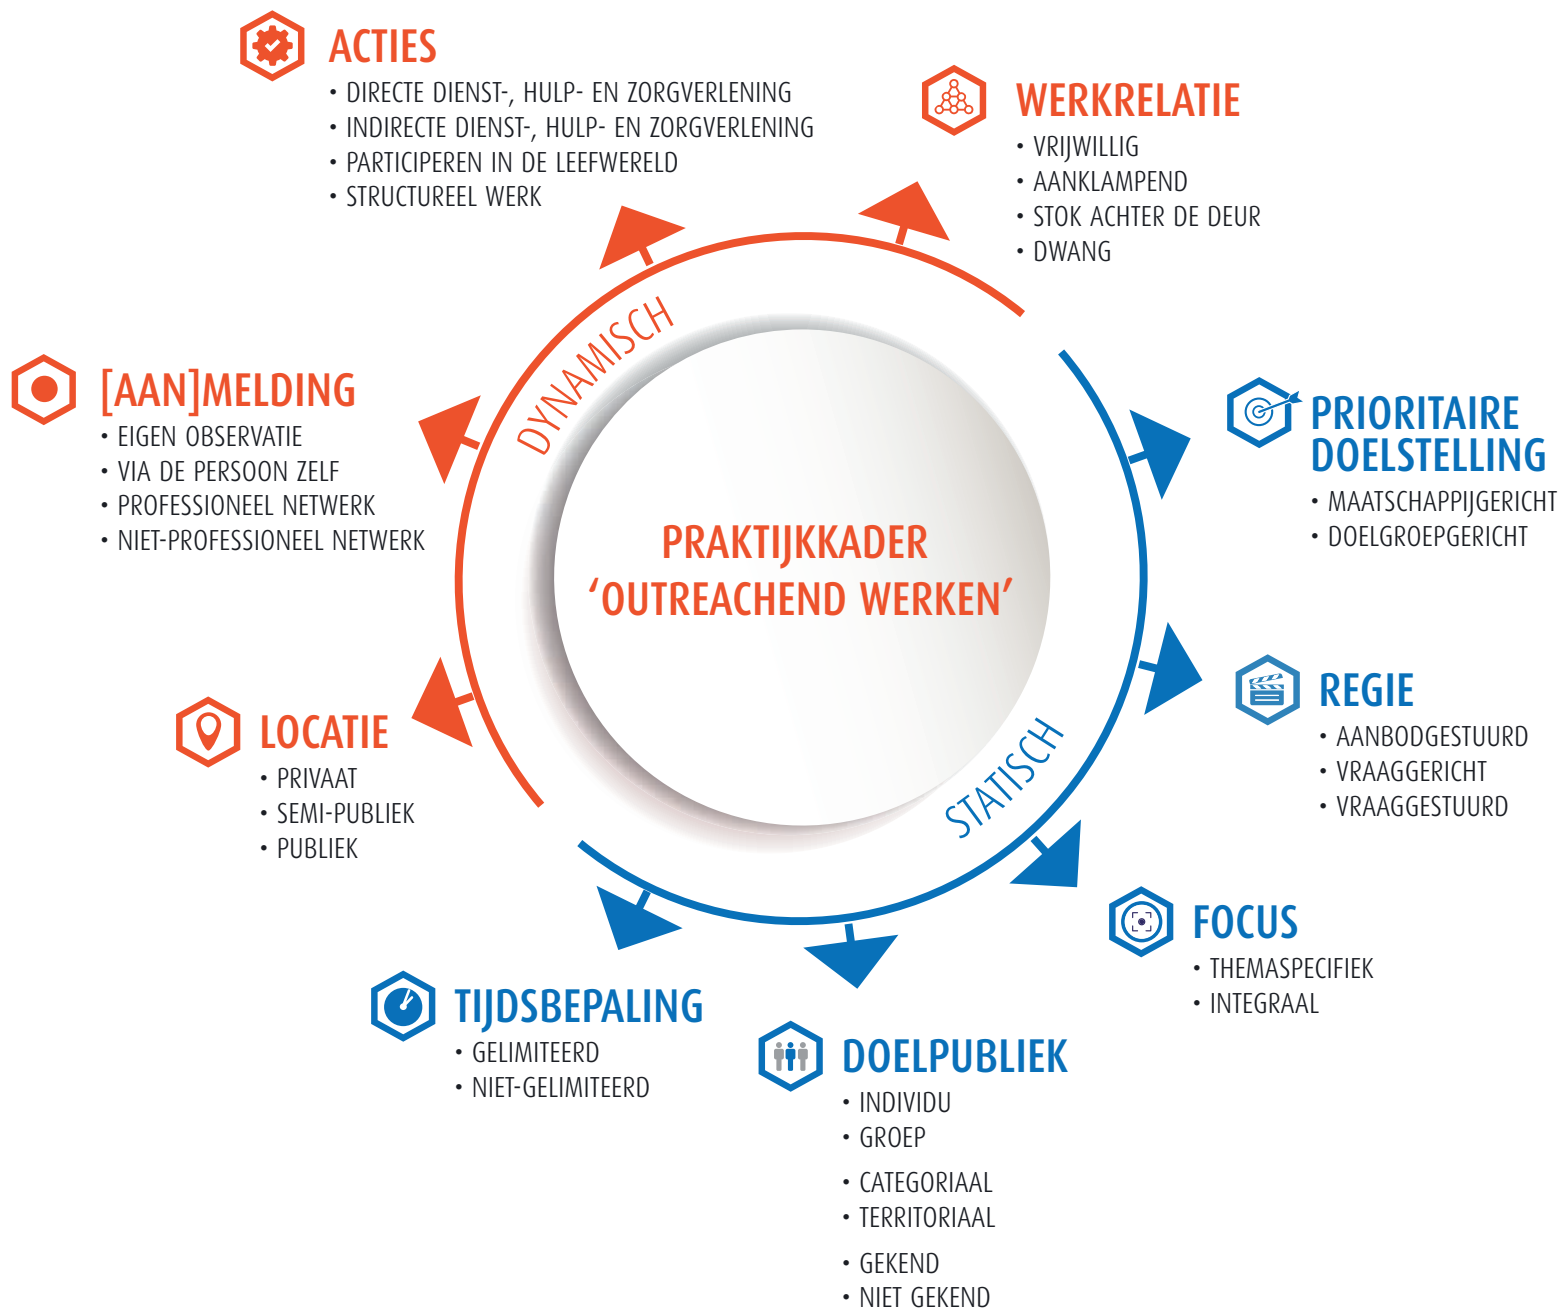 ACTIES
• DIRECTE DIENST-, HULP- EN ZORGVERLENING
• INDIRECTE DIENST-, HULP- EN ZORGVERLENING
• PARTICIPEREN IN DE LEEFWERELD
• STRUCTUREEL WERK
WERKRELATIE
• VRIJWILLIG
• AANKLAMPEND
• STOK ACHTER DE DEUR
• DWANG
DYNAMISCH
[AAN]MELDING
• EIGEN OBSERVATIE
• VIA DE PERSOON ZELF
• PROFESSIONEEL NETWERK
• NIET-PROFESSIONEEL NETWERK
PRIORITAIRE
DOELSTELLING
• MAATSCHAPPIJGERICHT
• DOELGROEPGERICHT
PRAKTIJKKADER
‘OUTREACHEND WERKEN’
LOCATIE
• PRIVAAT
• SEMI-PUBLIEK
• PUBLIEK
REGIE
• AANBODGESTUURD
• VRAAGGERICHT
• VRAAGGESTUURD
STATISCH
FOCUS
• THEMASPECIFIEK
• INTEGRAAL
TIJDSBEPALING
• GELIMITEERD
• NIET-GELIMITEERD
DOELPUBLIEK
• INDIVIDU
• GROEP
• CATEGORIAAL
• TERRITORIAAL
• GEKEND
• NIET GEKEND